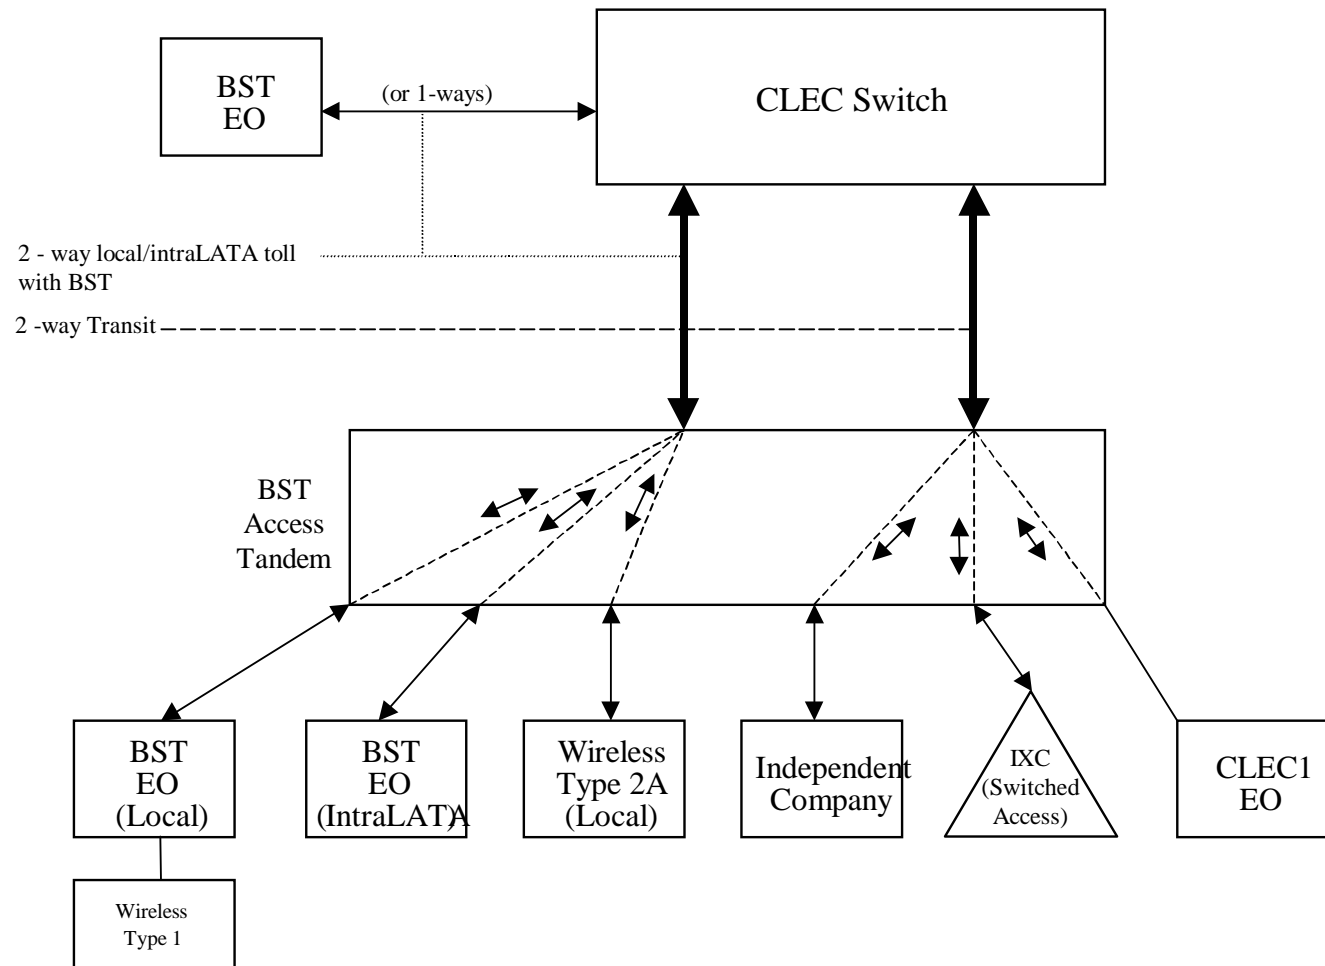 BST
EO
(or 1-ways)
CLEC Switch
2 - way local/intraLATA toll
with BST
2 -way Transit
BST
Access
Tandem
BST
EO
(Local)
BST
EO
(IntraLATA)
Wireless
Type 2A
(Local)
Independent
Company
IXC
(Switched
Access)
CLEC1
EO
Wireless
Type 1